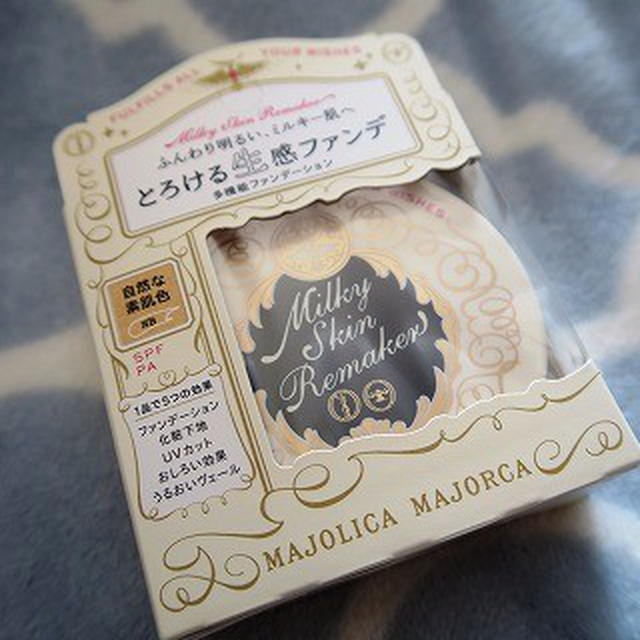 FULFILLS ALL YOUR WISHES
Milky Skin Remaker
ふんわり明るい、ミルキー肌へ
とろける生感ファンデ
多機能ファンデーション
WISHES
自然な
素肌色
SPF
PA
1品で5つの効果
ファンデーション
化粧下地
UVカット
おしろい効果
うるおいヴェール
Milky
Skin
Remaker
MAJOLICA MAJORCA